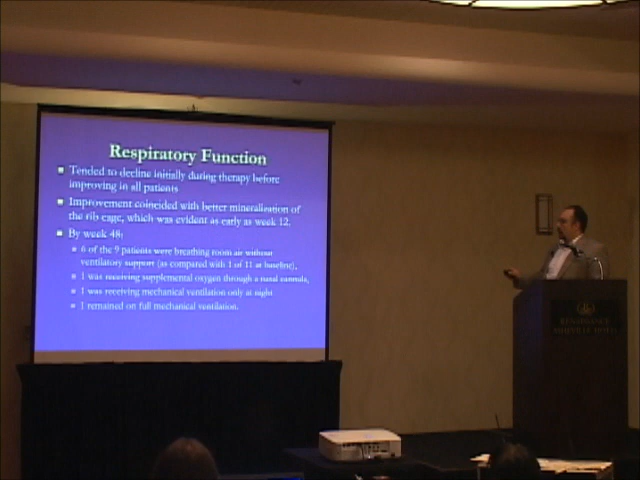 Respiratory Function
Tended to decline initially during therapy before
improving in all patients
Improvement coincided with better mineralization of
the rib cage, which was evident as early as week 12.
By week 48:
6 of the 9 patients were breathing room air without
ventilatory support (as compared with 1 of 11 at baseline),
1 was receiving supplemental oxygen through a nasal cannula,
1 was receiving mechanical ventilation only at night
1 remained on full mechanical ventilation.
RENAISSANCE
NASHVILLE HOTEL